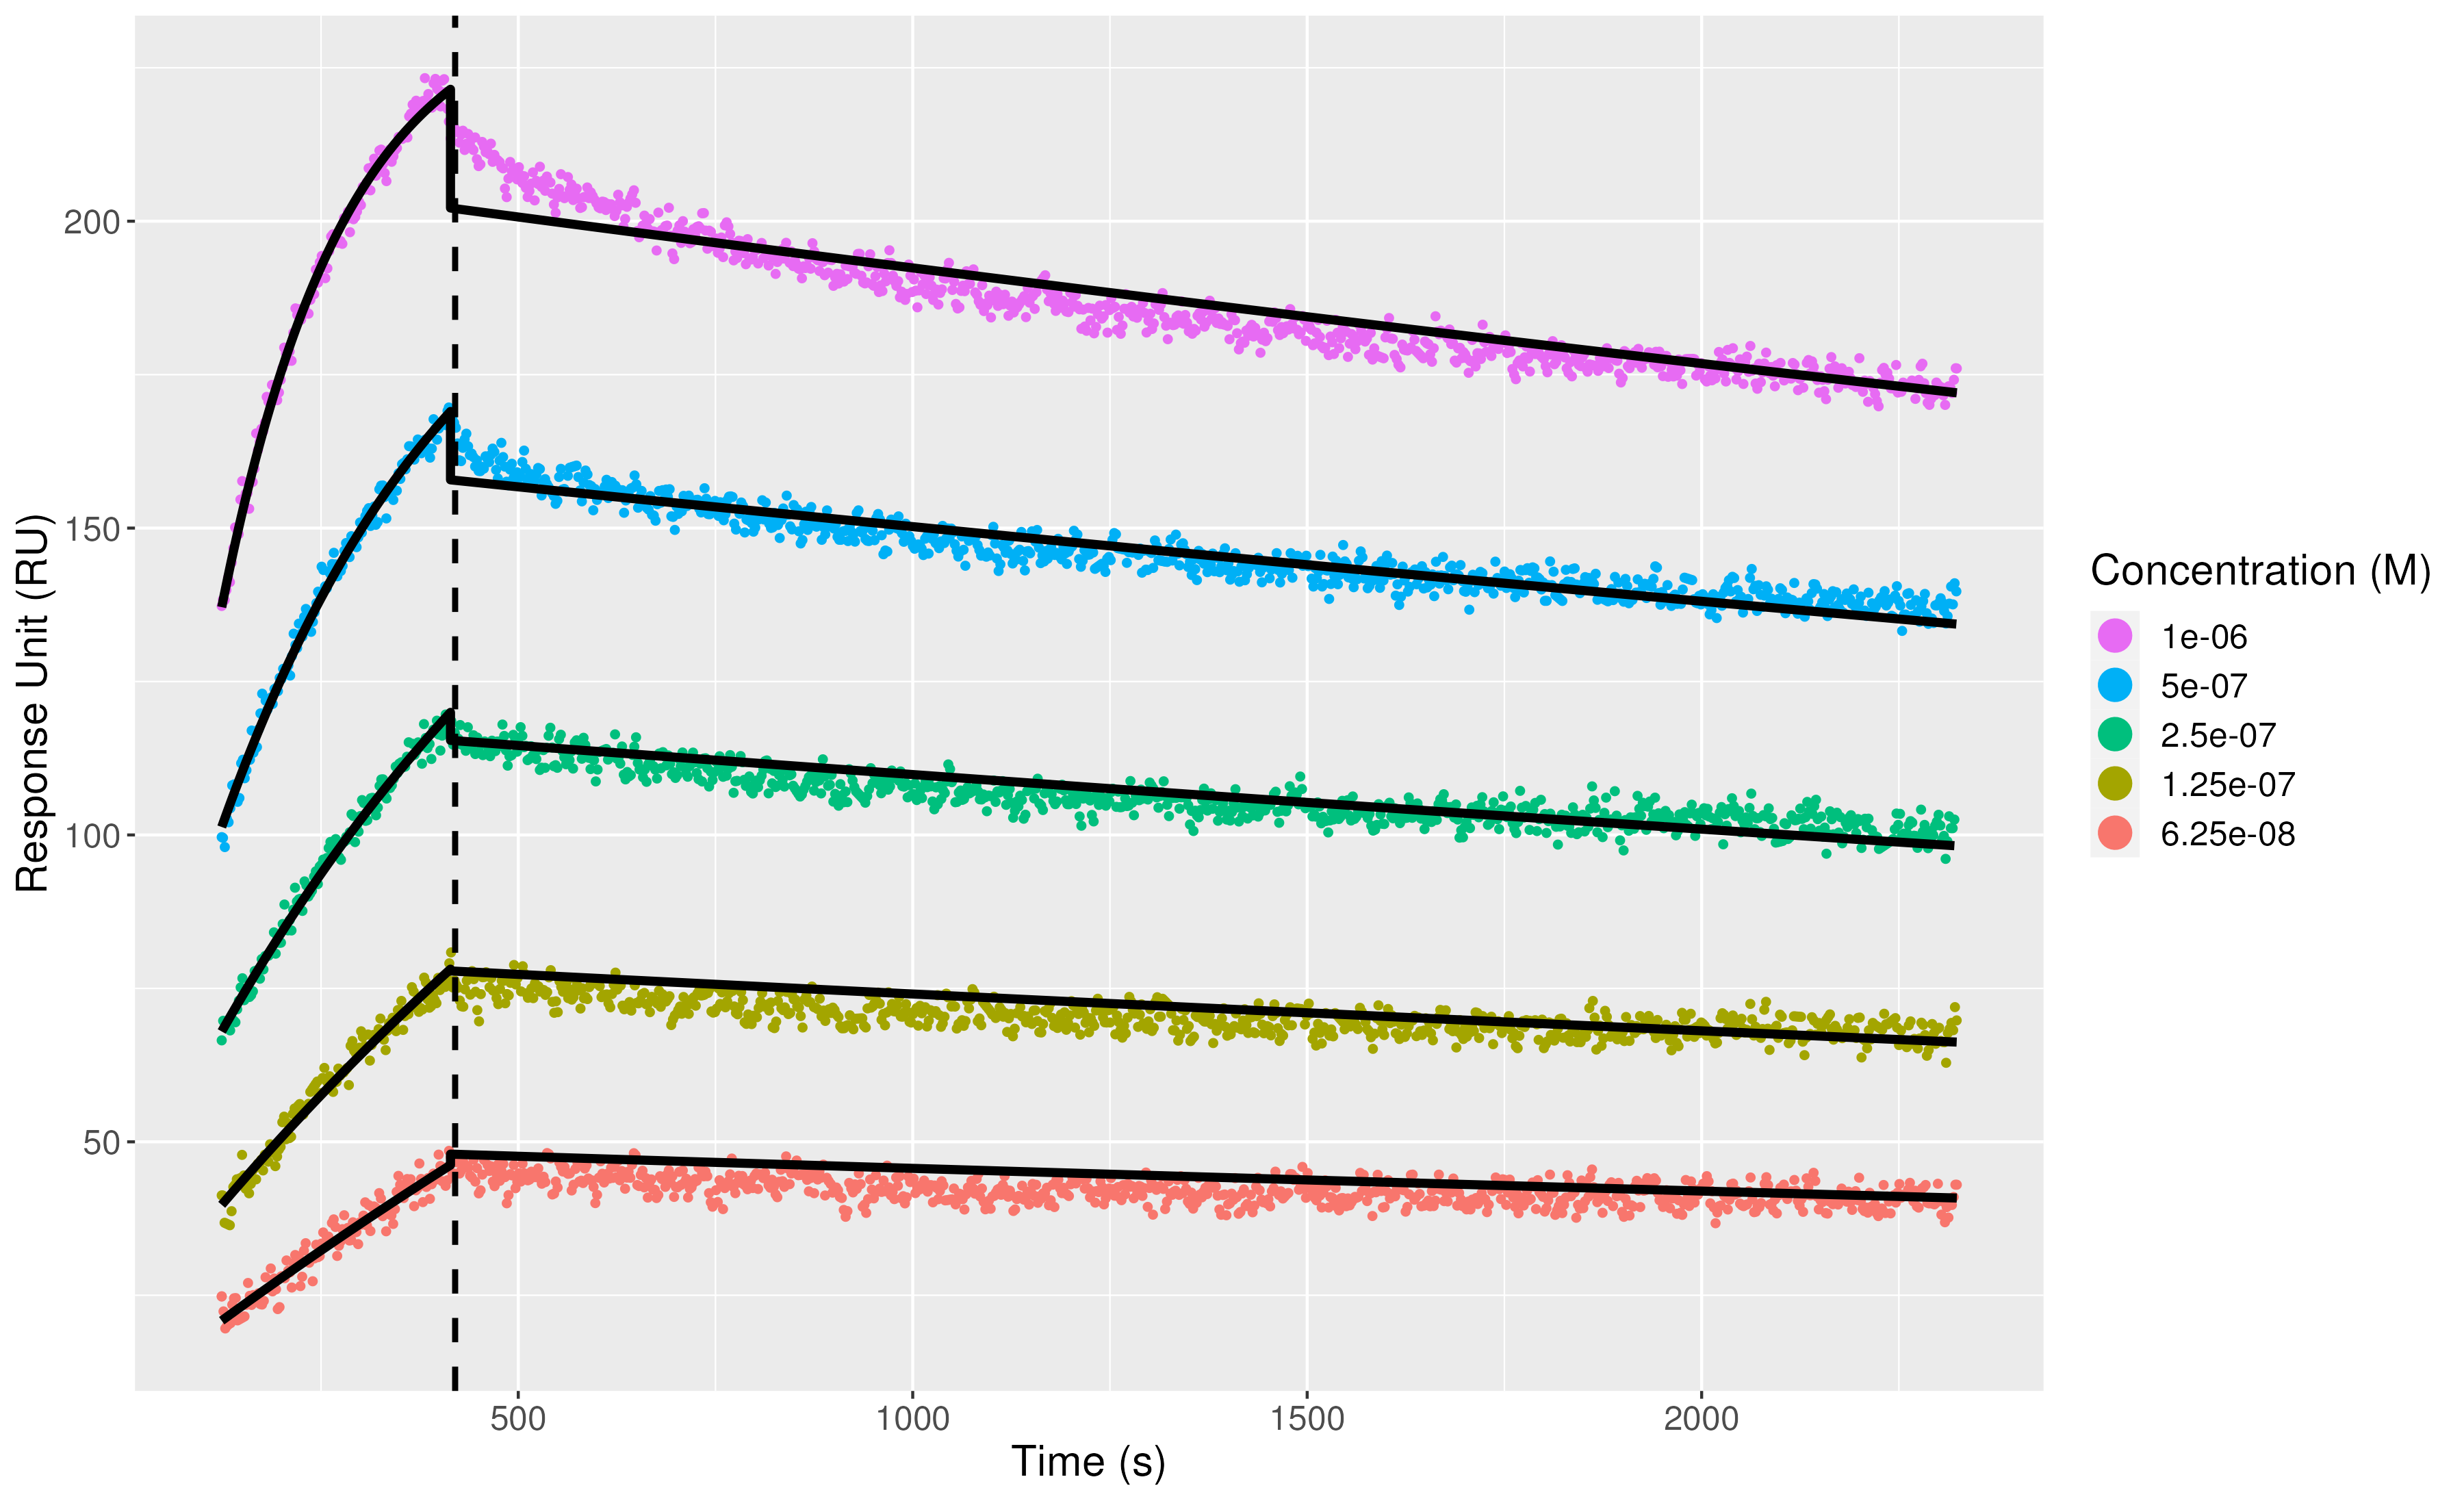 Response Unit (RU)
200
150
100
50
500
1000
1500
2000
Time (s)
Concentration (M)
1e-06
5e-07
2.5e-07
1.25e-07
6.25e-08